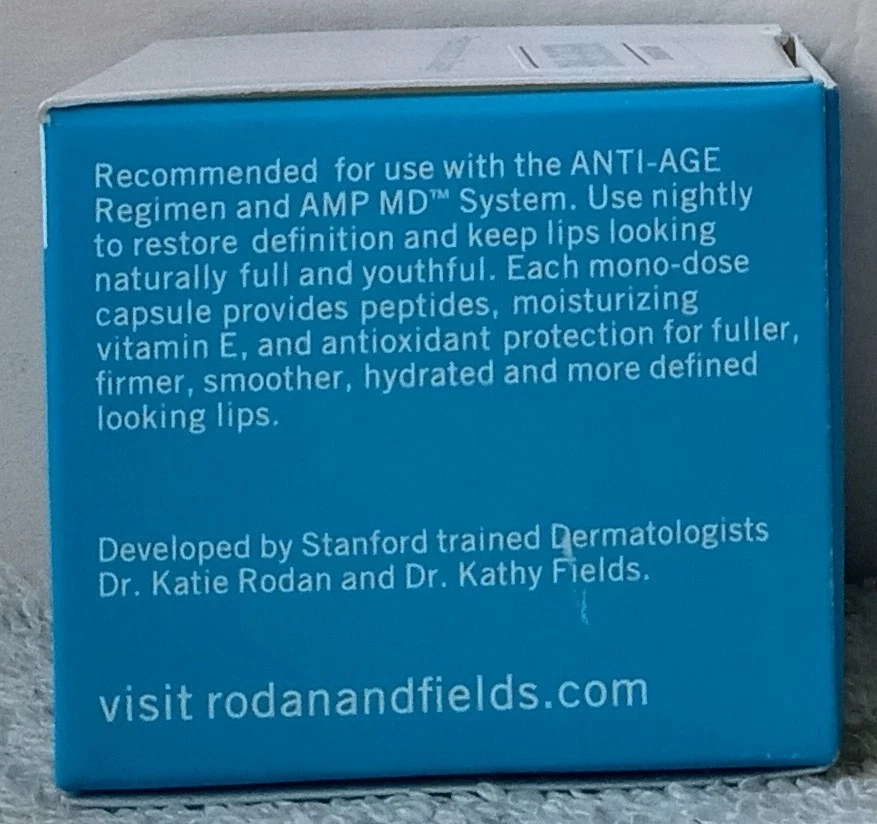 Recommended for use with the ANTI-AGE
Regimen and AMP MD™ System. Use nightly
to restore definition and keep lips looking
naturally full and youthful. Each mono-dose
capsule provides peptides, moisturizing
vitamin E, and antioxidant protection for fuller,
firmer, smoother, hydrated and more defined
looking lips.
Developed by Stanford trained Dermatologists
Dr. Katie Rodan and Dr. Kathy Fields.
visit rodanandfields.com